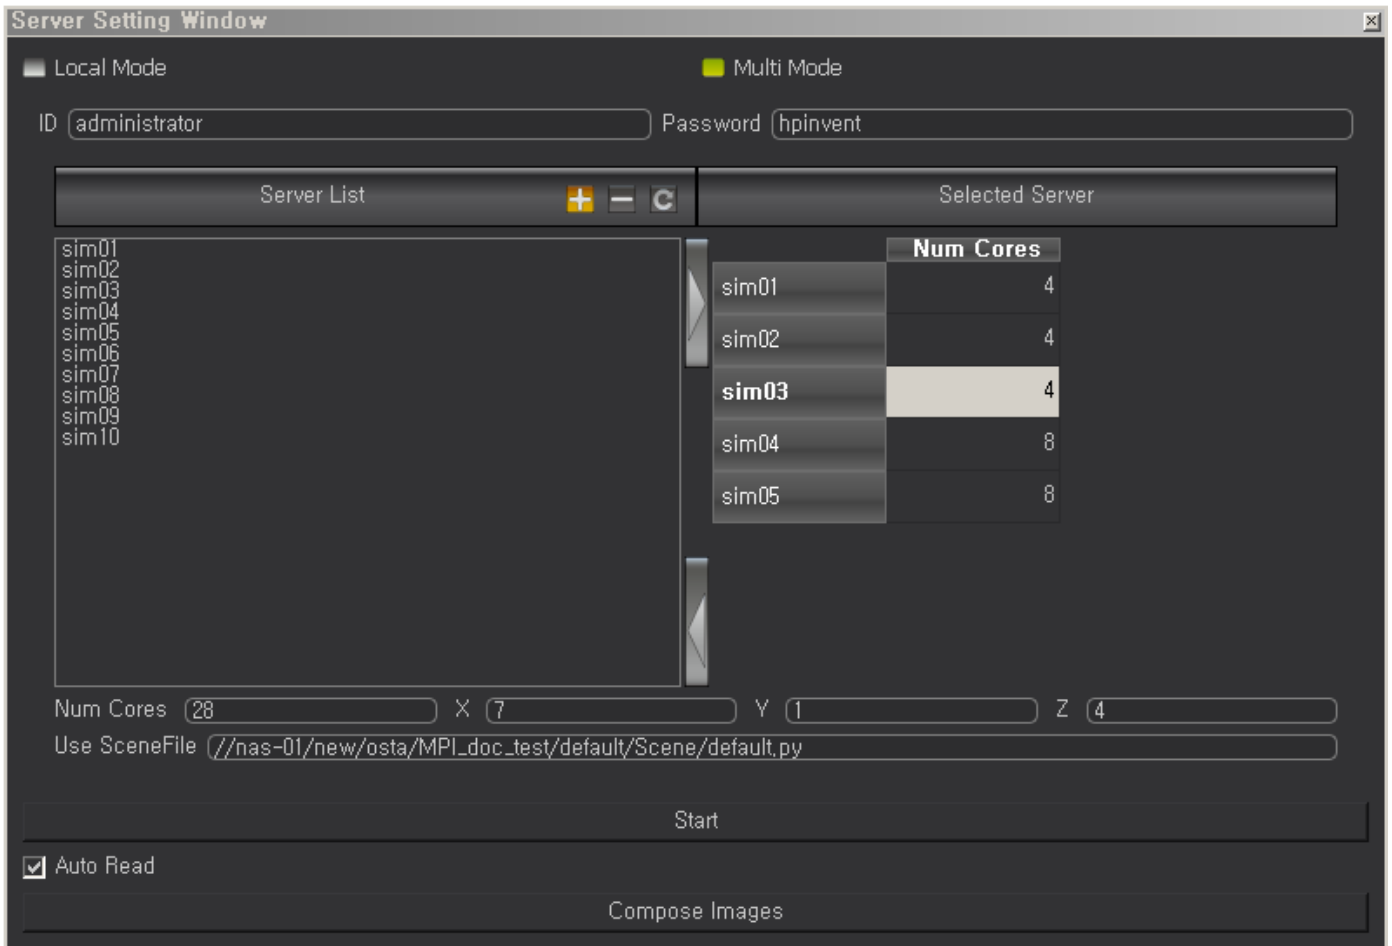 Server Setting Window
Local Mode Multi Mode
ID administrator Password hpinvent
Server List Selected Server
sim01
sim02
sim03
sim04
sim05
sim06
sim07
sim08
sim09
sim10
Num Cores
sim01 4
sim02 4
sim03 4
sim04 8
sim05 8
Num Cores 28 X 7 Y 1 Z 4
Use SceneFile //nas-01/new/osta/MPI_doc_test/default/Scene/default.py
Start
Auto Read
Compose Images